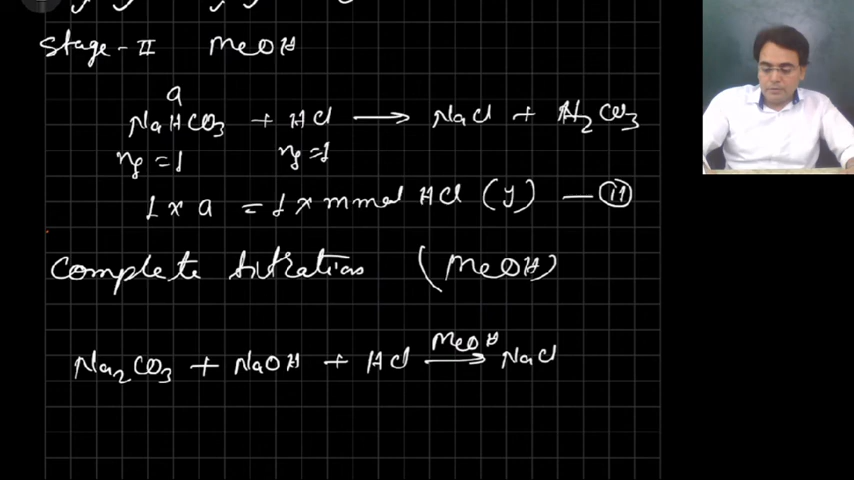 Stage - II MeOH
a
NaHCO3 + HCl ⟶ NaCl + H2CO3
nf = 1 nf = 1
1 × a = 1 × mmol HCl (y) — (II)
Complete titration (MeOH)
MeOH
Na2CO3 + NaOH + HCl ⟶ NaCl